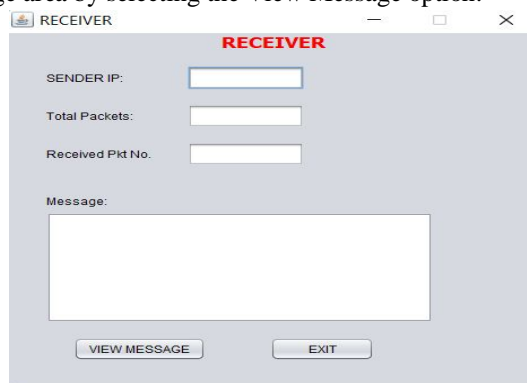 ge area by selecting the View Message option.
RECEIVER
RECEIVER
SENDER IP:
Total Packets:
Received Pkt No.
Message:
VIEW MESSAGE EXIT